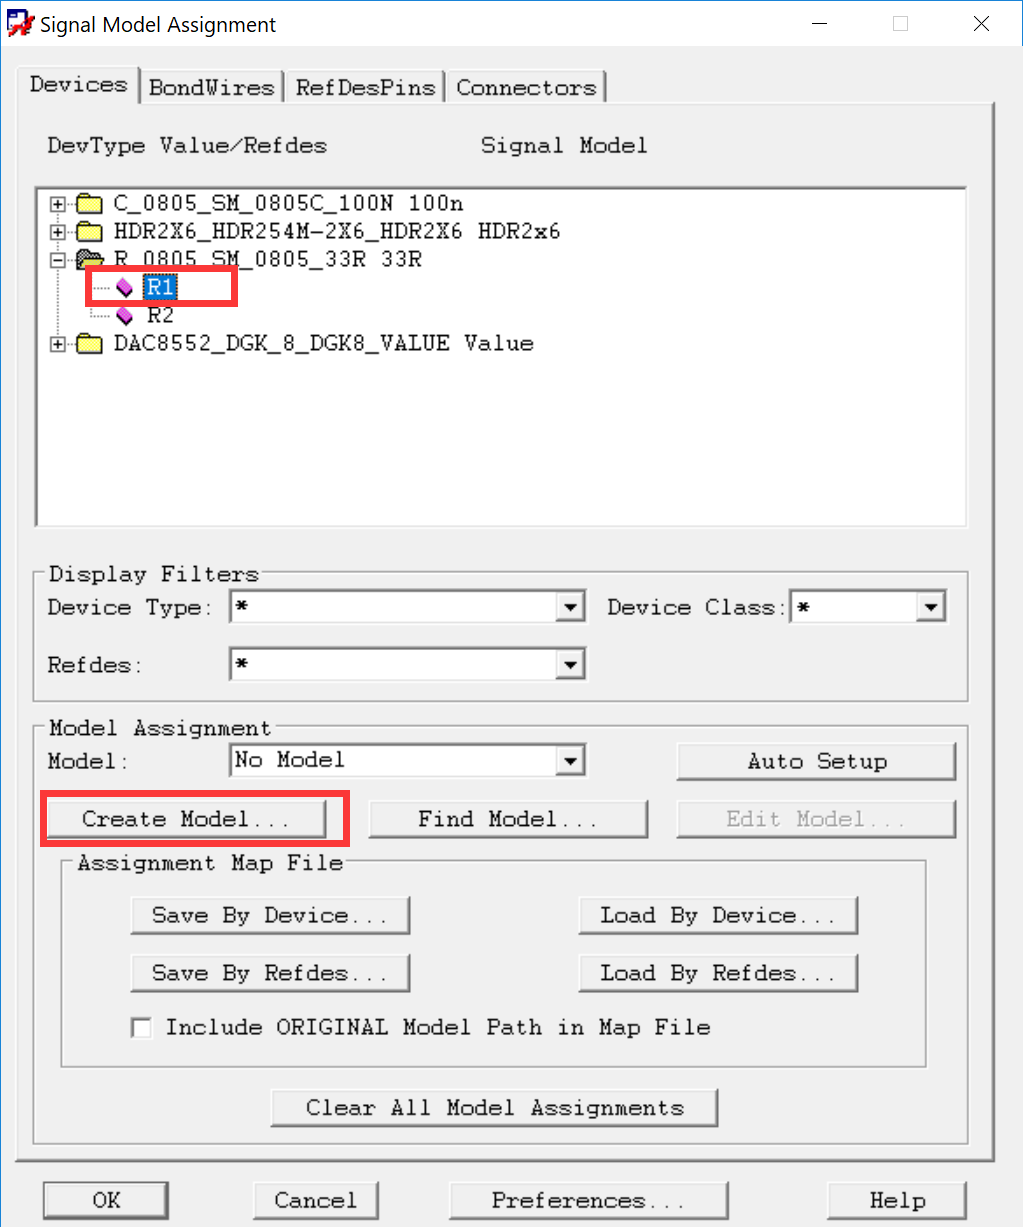 Signal Model Assignment
Devices BondWires RefDesPins Connectors
DevType Value/Refdes Signal Model
C_0805_SM_0805C_100N 100n
HDR2X6_HDR254M-2X6_HDR2X6 HDR2x6
R_0805_SM_0805_33R 33R
R1
R2
DAC8552_DGK_8_DGK8_VALUE Value
Display Filters
Device Type: * Device Class: *
Refdes: *
Model Assignment
Model: No Model Auto Setup
Create Model... Find Model... Edit Model...
Assignment Map File
Save By Device... Load By Device...
Save By Refdes... Load By Refdes...
Include ORIGINAL Model Path in Map File
Clear All Model Assignments
OK Cancel Preferences... Help